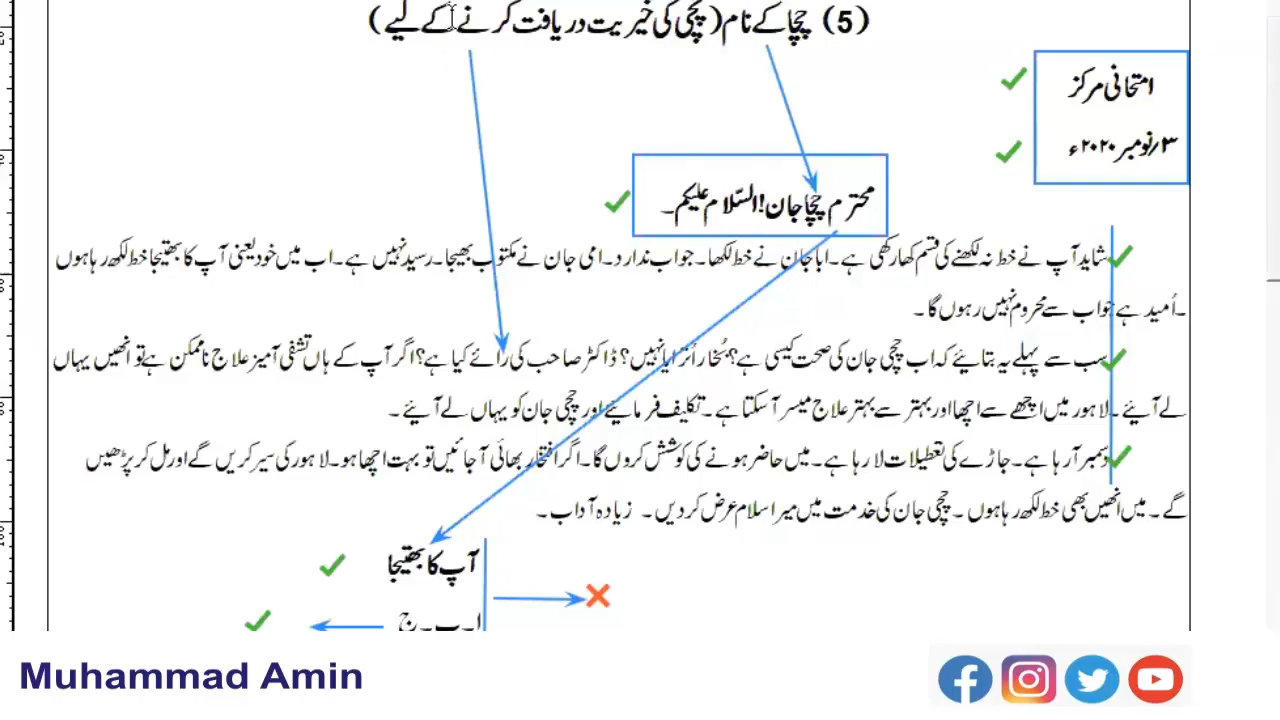 (5) چچا کے نام (چچی کی خیریت دریافت کرنے کے لیے)
امتحانی مرکز
۳/نومبر ۲۰۲۰ء
محترم چچا جان! السّلام علیکم۔
شاید آپ نے خط نہ لکھنے کی قسم کھا رکھی ہے۔ ابا جان نے خط لکھا۔ جواب ندارد۔ امی جان نے مکتوب بھیجا۔ رسید نہیں ہے۔ اب میں خود یعنی آپ کا بھتیجا خط لکھ رہا ہوں
۔ اُمید ہے جواب سے محروم نہیں رہوں گا۔
سب سے پہلے یہ بتایئے کہ اب چچی جان کی صحت کیسی ہے؟ بُخار اُترا یا نہیں؟ ڈاکٹر صاحب کی رائے کیا ہے؟ اگر آپ کے ہاں تشفی آمیز علاج ناممکن ہے تو انھیں یہاں
لے آیئے۔ لاہور میں اچھے سے اچھا اور بہتر سے بہتر علاج میسر آ سکتا ہے۔ تکلیف فرمایئے اور چچی جان کو یہاں لے آیئے۔
دسمبر آ رہا ہے۔ جاڑے کی تعطیلات لا رہا ہے۔ میں حاضر ہونے کی کوشش کروں گا۔ اگر افتخار بھائی آ جائیں تو بہت اچھا ہو۔ لاہور کی سیر کریں گے اور مل کر پڑھیں
گے۔ میں انھیں بھی خط لکھ رہا ہوں۔ چچی جان کی خدمت میں میرا سلام عرض کر دیں۔ زیادہ آداب۔
آپ کا بھتیجا
ا۔ب۔ج
Muhammad Amin